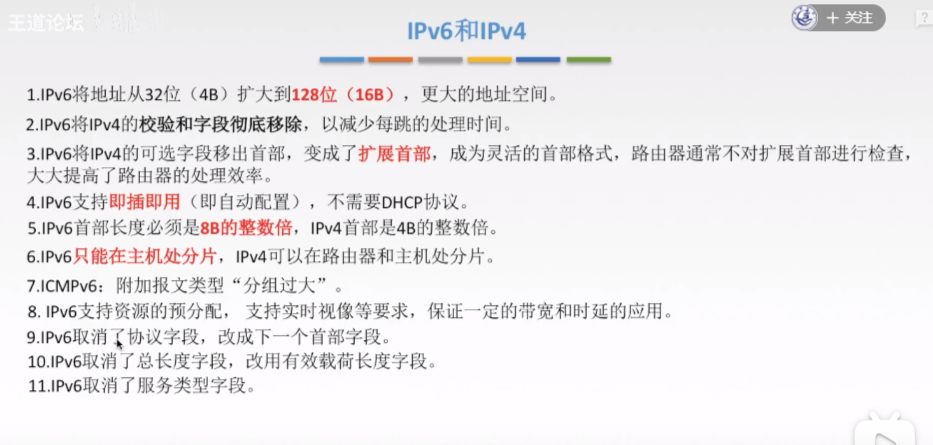 王道论坛
+ 关注
?
IPv6和IPv4
1.IPv6将地址从32位（4B）扩大到128位（16B），更大的地址空间。
2.IPv6将IPv4的校验和字段彻底移除，以减少每跳的处理时间。
3.IPv6将IPv4的可选字段移出首部，变成了扩展首部，成为灵活的首部格式，路由器通常不对扩展首部进行检查，
大大提高了路由器的处理效率。
4.IPv6支持即插即用（即自动配置），不需要DHCP协议。
5.IPv6首部长度必须是8B的整数倍，IPv4首部是4B的整数倍。
6.IPv6只能在主机处分片，IPv4可以在路由器和主机处分片。
7.ICMPv6：附加报文类型“分组过大”。
8. IPv6支持资源的预分配， 支持实时视像等要求，保证一定的带宽和时延的应用。
9.IPv6取消了协议字段，改成下一个首部字段。
10.IPv6取消了总长度字段，改用有效载荷长度字段。
11.IPv6取消了服务类型字段。